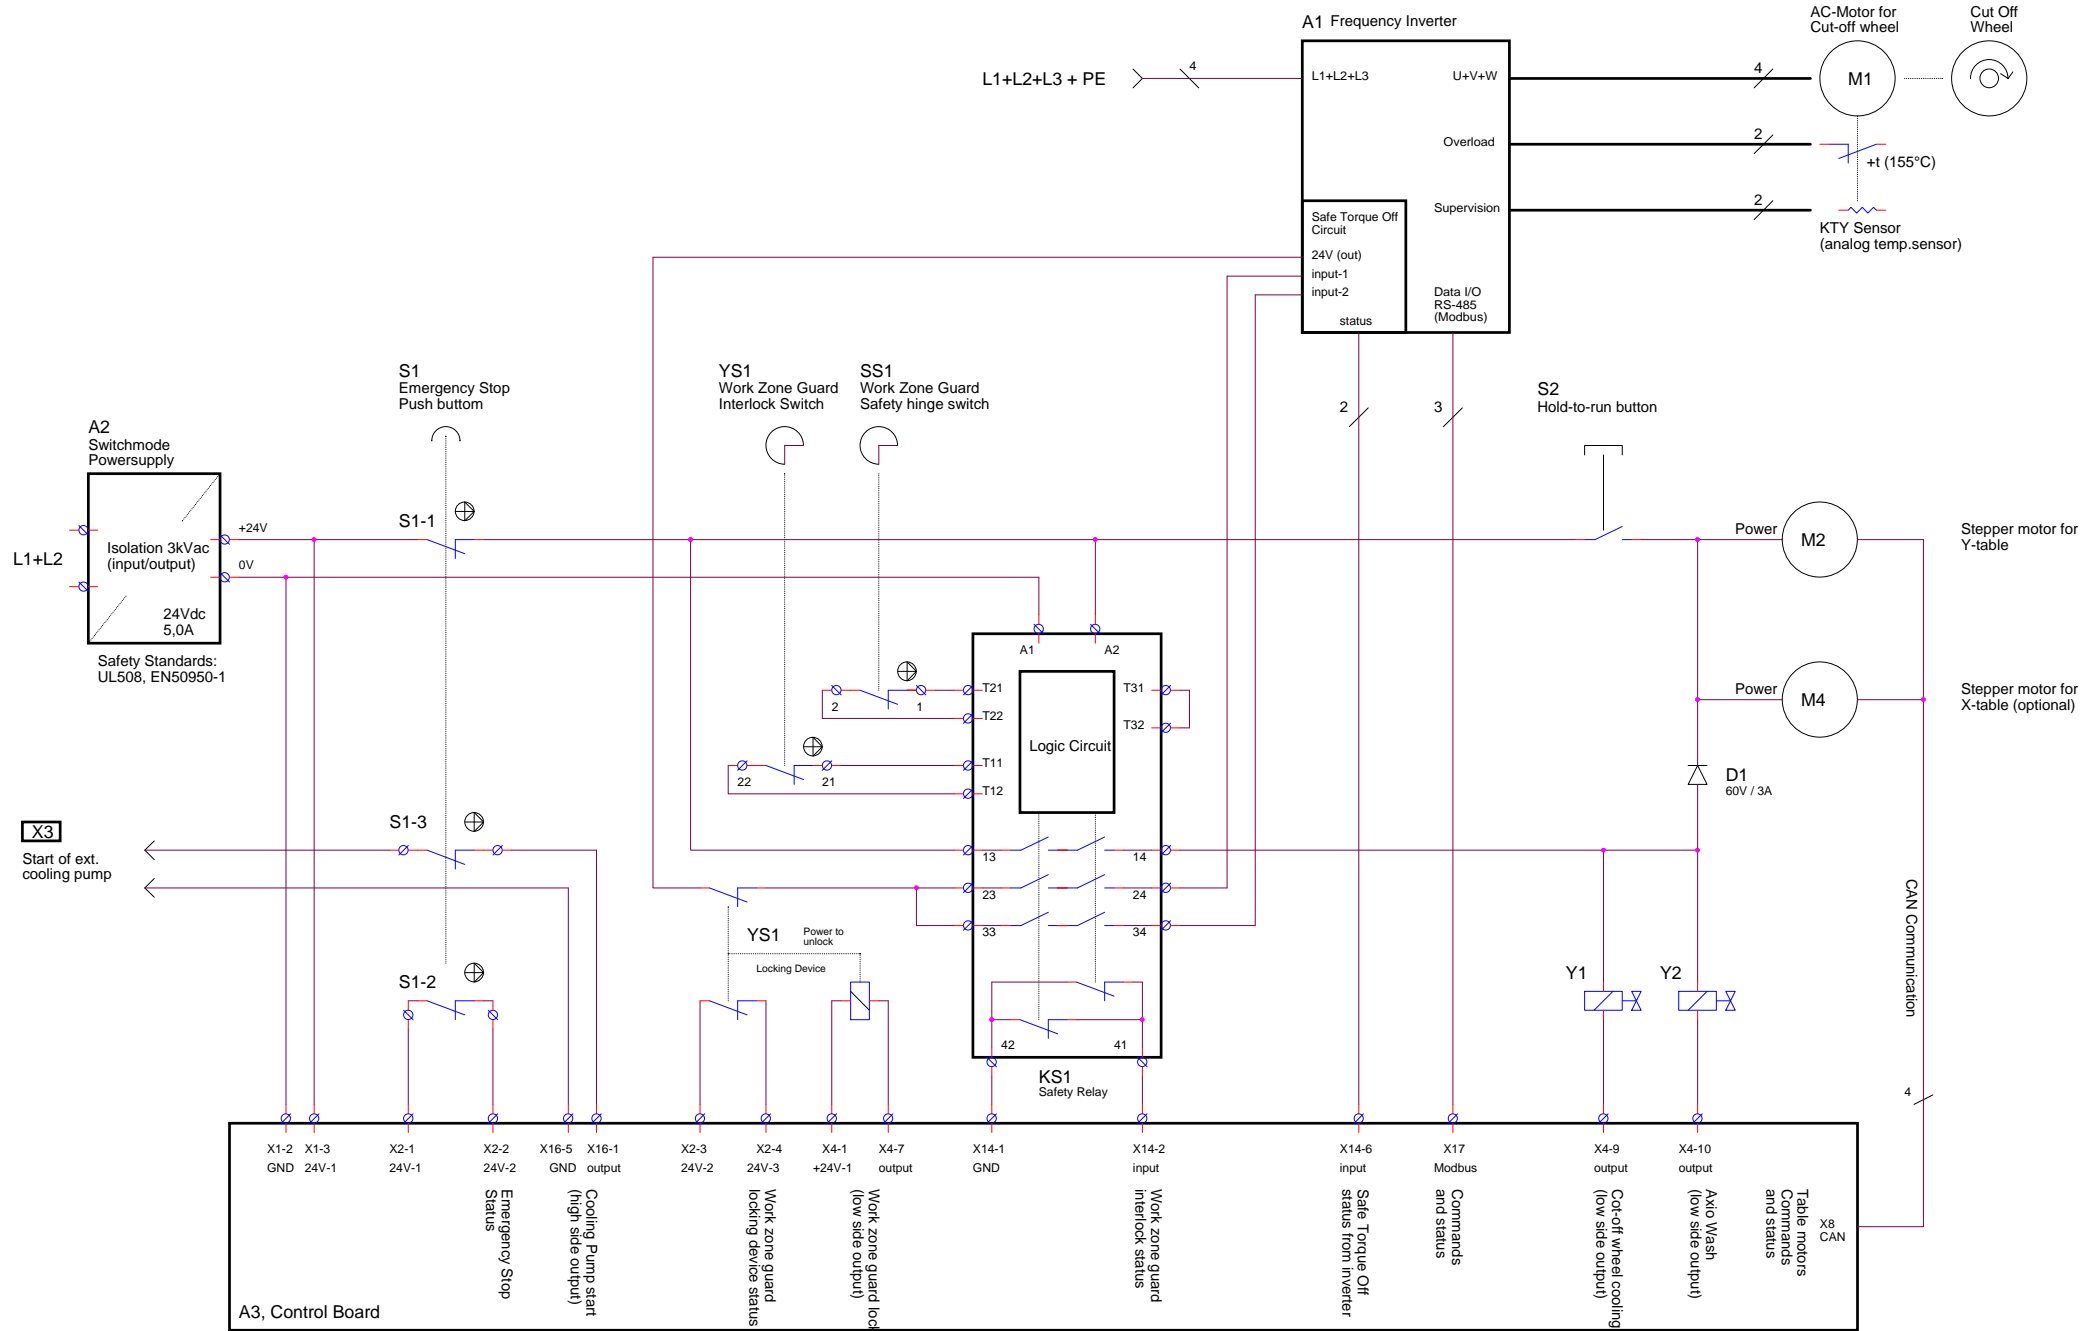 A1 Frequency Inverter
AC-Motor for
Cut-off wheel
Cut Off
Wheel
L1+L2+L3 + PE
4
L1+L2+L3
U+V+W
4
M1
Overload
2
+t (155°C)
Supervision
2
KTY Sensor
(analog temp.sensor)
Safe Torque Off
Circuit
24V (out)
input-1
input-2
status
Data I/O
RS-485
(Modbus)
2
3
S1
Emergency Stop
Push buttom
YS1
Work Zone Guard
Interlock Switch
SS1
Work Zone Guard
Safety hinge switch
S2
Hold-to-run button
A2
Switchmode
Powersupply
L1+L2
Isolation 3kVac
(input/output)
24Vdc
5,0A
+24V
0V
Safety Standards:
UL508, EN50950-1
S1-1
Power
M2
Stepper motor for
Y-table
Power
M4
Stepper motor for
X-table (optional)
A1
A2
T21
T22
T11
T12
T31
T32
2
1
22
21
Logic Circuit
D1
60V / 3A
13
14
23
24
33
34
42
41
KS1
Safety Relay
X3
Start of ext.
cooling pump
S1-3
S1-2
YS1
Power to
unlock
Locking Device
Y1
Y2
CAN Communication
4
X1-2
GND
X1-3
24V-1
X2-1
24V-1
X2-2
24V-2
Emergency Stop
Status
X16-5
GND
X16-1
output
Cooling Pump start
(high side output)
X2-3
24V-2
X2-4
24V-3
Work zone guard
locking device status
X4-1
+24V-1
X4-7
output
Work zone guard lock
(low side output)
X14-1
GND
X14-2
input
Work zone guard
interlock status
X14-6
input
Safe Torque Off
status from inverter
X17
Modbus
Commands
and status
X4-9
output
Cot-off wheel cooling
(low side output)
X4-10
output
Axio Wash
(low side output)
Table motors
Commands
and status
X8
CAN
A3, Control Board